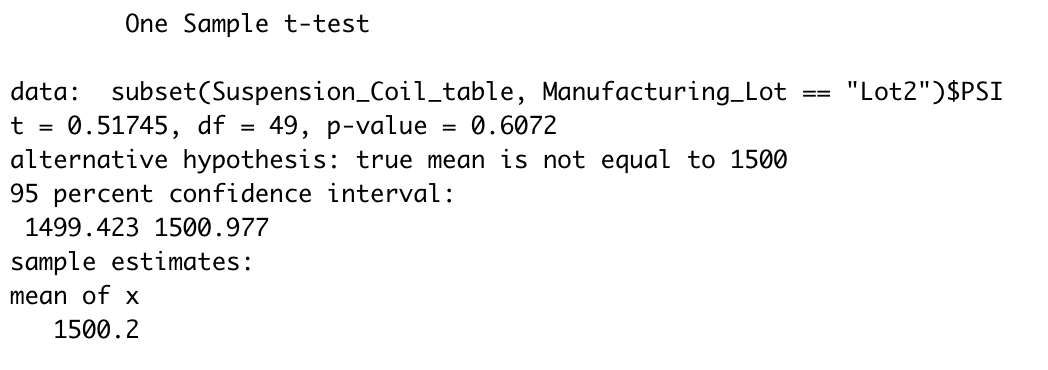 One Sample t-test
data:  subset(Suspension_Coil_table, Manufacturing_Lot == "Lot2")$PSI
t = 0.51745, df = 49, p-value = 0.6072
alternative hypothesis: true mean is not equal to 1500
95 percent confidence interval:
 1499.423 1500.977
sample estimates:
mean of x
   1500.2